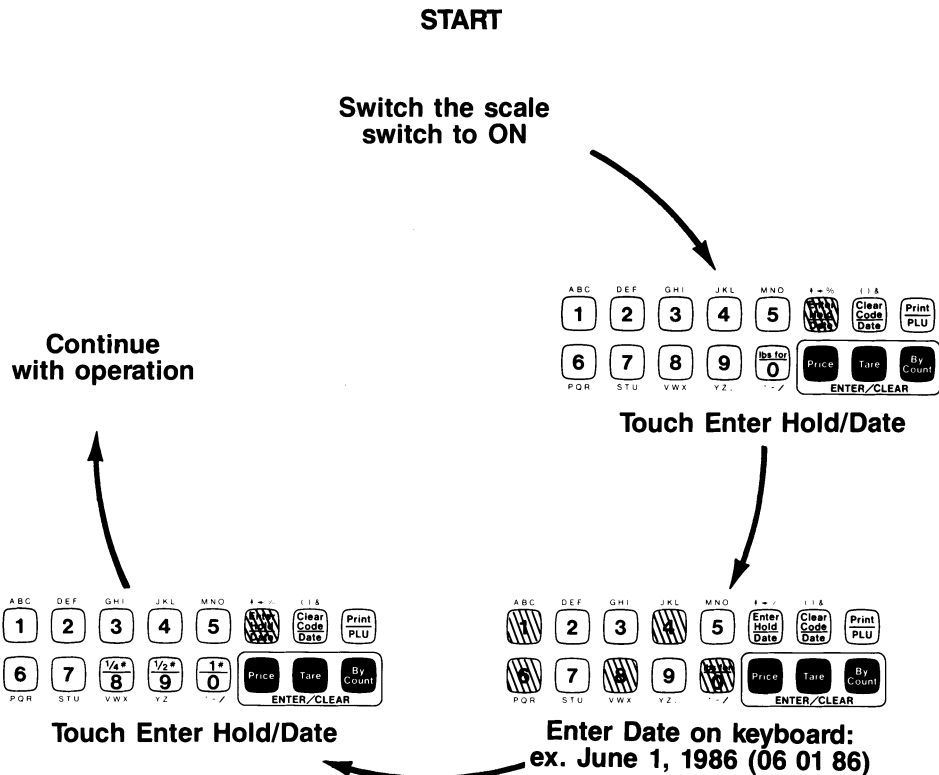 START
Switch the scale
switch to ON
ABC DEF GHI JKL MNO ( ) &
1 2 3 4 5 Enter Hold Date Clear Code Date Print PLU
6 7 8 9 lbs for 0 Price Tare By Count
PQR STU VWX YZ. ' - / ENTER/CLEAR
Touch Enter Hold/Date
Continue
with operation
ABC DEF GHI JKL MNO ( ) &
1 2 3 4 5 Enter Hold Date Clear Code Date Print PLU
6 7 1/4# 8 1/2# 9 1# 0 Price Tare By Count
PQR STU VWX YZ ' - / ENTER/CLEAR
Touch Enter Hold/Date
ABC DEF GHI JKL MNO ( ) &
1 2 3 4 5 Enter Hold Date Clear Code Date Print PLU
6 7 8 9 0 Price Tare By Count
PQR STU VWX YZ. ' - / ENTER/CLEAR
Enter Date on keyboard:
ex. June 1, 1986 (06 01 86)